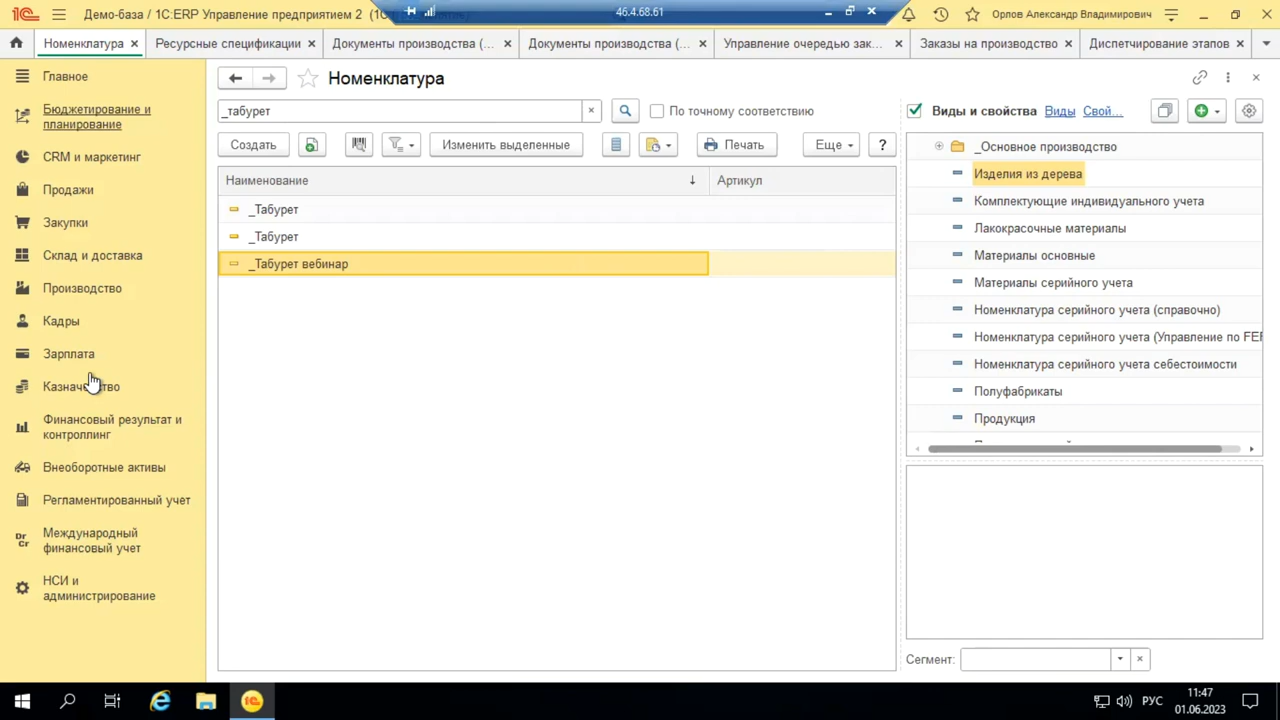 Демо-база / 1С:ERP Управление предприятием 2 (1С
46.4.68.61
Орлов Александр Владимирович
Номенклатура
Ресурсные спецификации
Документы производства (...
Документы производства (...
Управление очередью зак...
Заказы на производство
Диспетчирование этапов
Главное
Бюджетирование и
планирование
CRM и маркетинг
Продажи
Закупки
Склад и доставка
Производство
Кадры
Зарплата
Казначейство
Финансовый результат и
контроллинг
Внеоборотные активы
Регламентированный учет
Международный
финансовый учет
НСИ и
администрирование
Номенклатура
_табурет
По точному соответствию
Создать
Изменить выделенные
Печать
Еще
?
Наименование
Артикул
_Табурет
_Табурет
_Табурет вебинар
Виды и свойства Виды Свой...
_Основное производство
Изделия из дерева
Комплектующие индивидуального учета
Лакокрасочные материалы
Материалы основные
Материалы серийного учета
Номенклатура серийного учета (справочно)
Номенклатура серийного учета (Управление по FEF
Номенклатура серийного учета себестоимости
Полуфабрикаты
Продукция
Сегмент:
РУС
11:47
01.06.2023